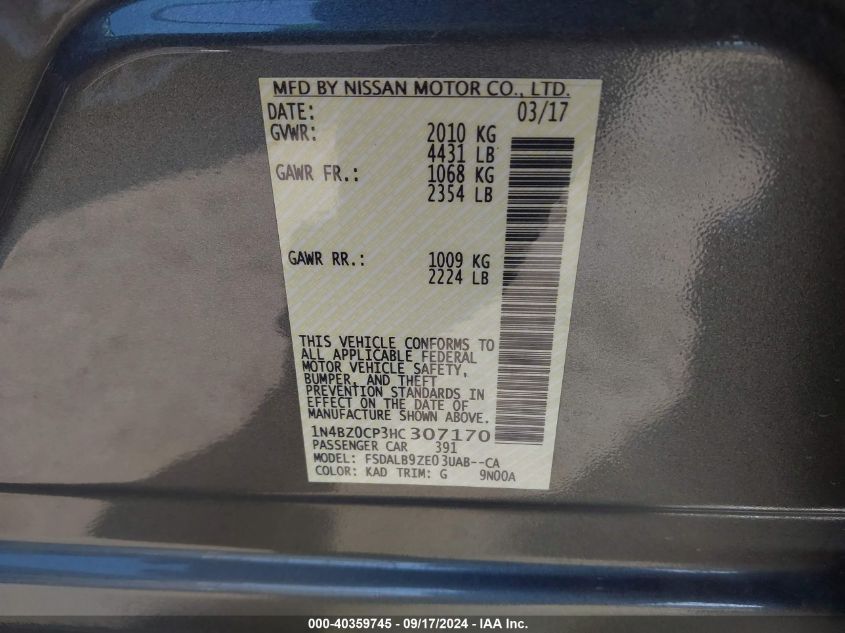 MFD BY NISSAN MOTOR CO., LTD.
DATE: 03/17
GVWR: 2010 KG
4431 LB
GAWR FR.: 1068 KG
2354 LB
GAWR RR.: 1009 KG
2224 LB
THIS VEHICLE CONFORMS TO
ALL APPLICABLE FEDERAL
MOTOR VEHICLE SAFETY,
BUMPER, AND THEFT
PREVENTION STANDARDS IN
EFFECT ON THE DATE OF
MANUFACTURE SHOWN ABOVE.
1N4BZ0CP3HC307170
PASSENGER CAR 391
MODEL: FSDALB9ZE03UAB--CA
COLOR: KAD TRIM: G 9N00A
000-40359745 - 09/17/2024 - IAA Inc.